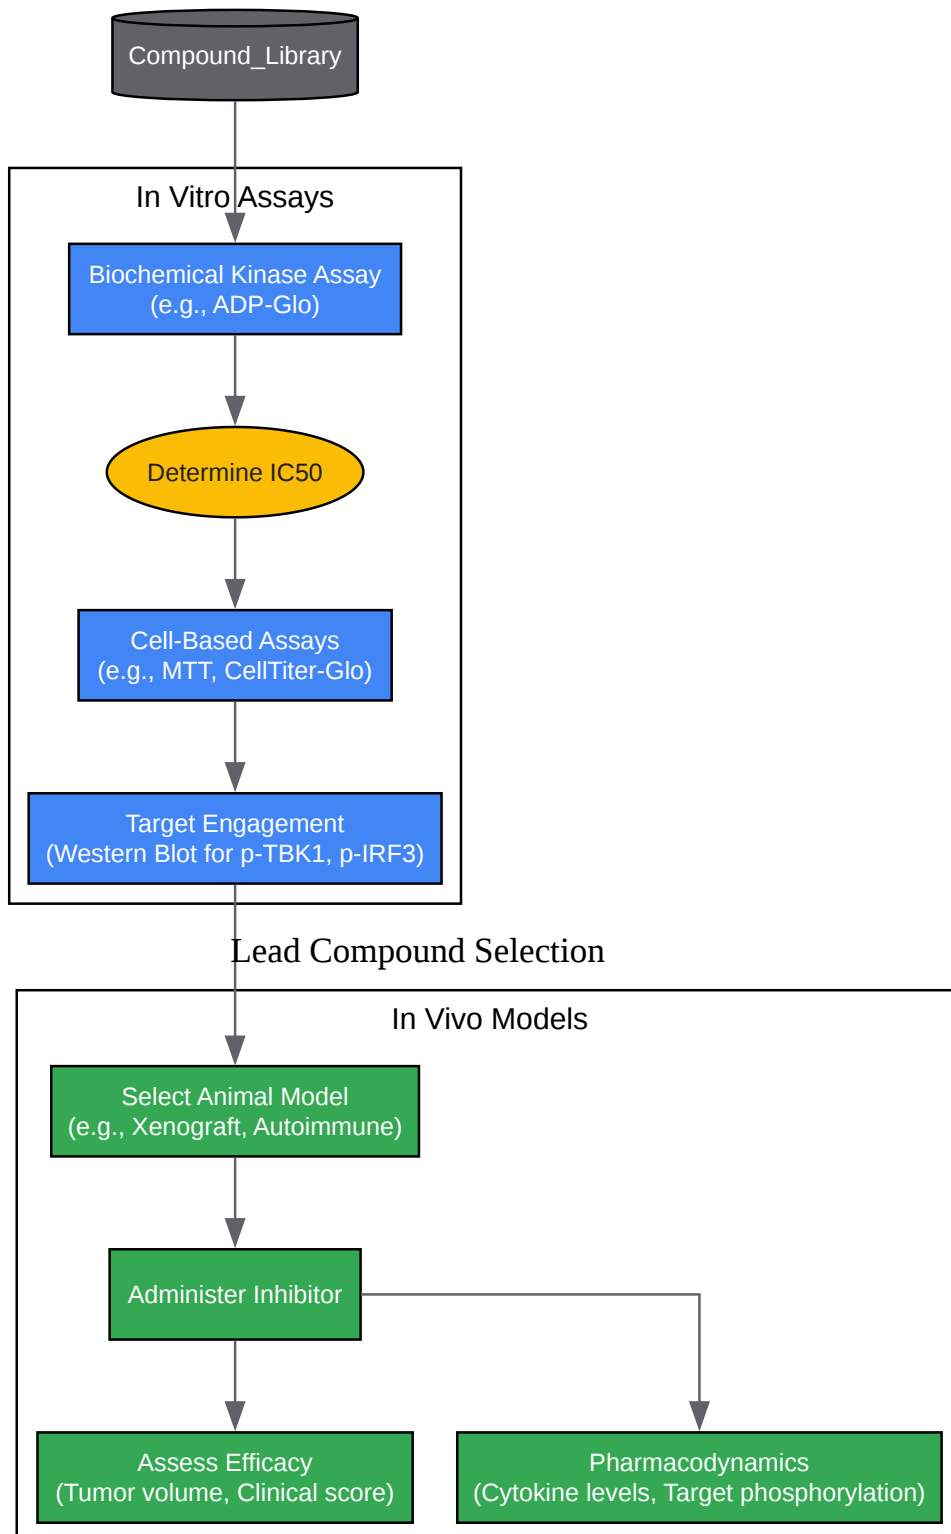 Compound_Library
In Vitro Assays
Biochemical Kinase Assay
(e.g., ADP-Glo)
Determine IC50
Cell-Based Assays
(e.g., MTT, CellTiter-Glo)
Target Engagement
(Western Blot for p-TBK1, p-IRF3)
Lead Compound Selection
In Vivo Models
Select Animal Model
(e.g., Xenograft, Autoimmune)
Administer Inhibitor
Assess Efficacy
(Tumor volume, Clinical score)
Pharmacodynamics
(Cytokine levels, Target phosphorylation)